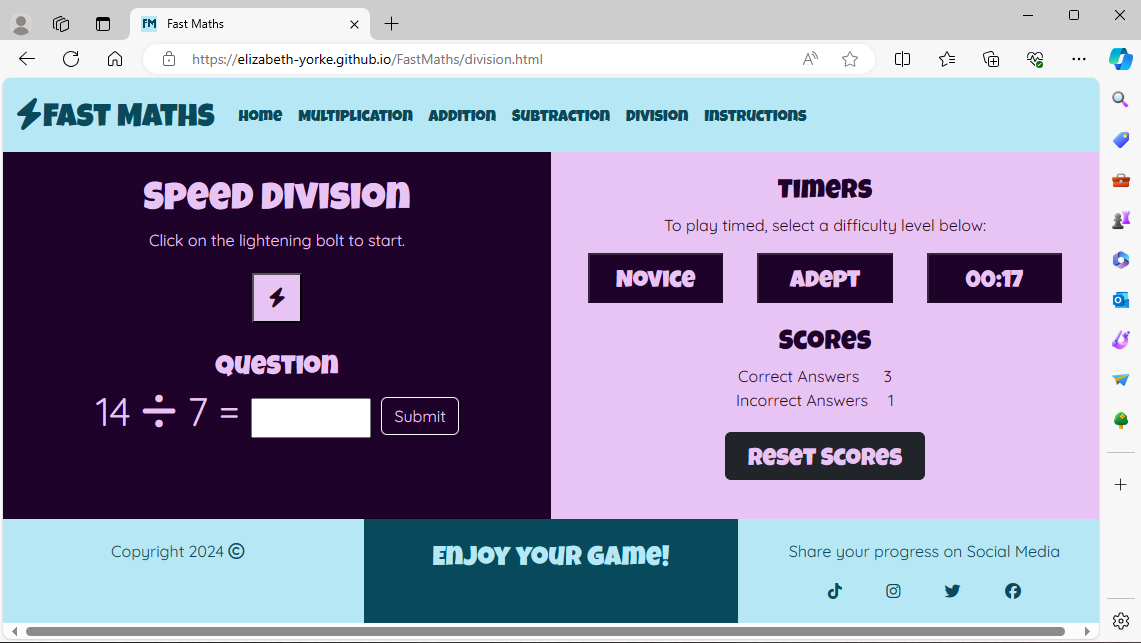 Fast Maths
https://elizabeth-yorke.github.io/FastMaths/division.html
FAST MATHS Home Multiplication Addition Subtraction Division Instructions
Speed Division
Click on the lightening bolt to start.
Question
14 ÷ 7 = Submit
Timers
To play timed, select a difficulty level below:
Novice Adept 00:17
Scores
Correct Answers 3
Incorrect Answers 1
Reset Scores
Copyright 2024 ©
Enjoy your game!
Share your progress on Social Media